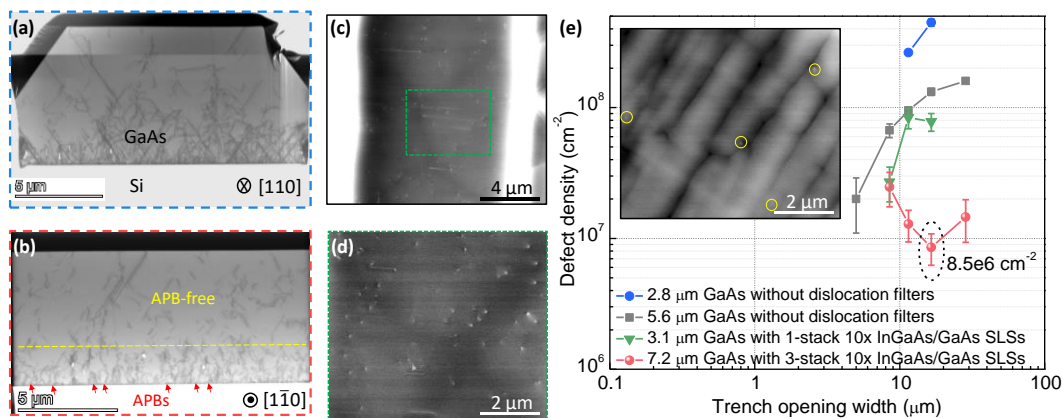 (a)
GaAs
5 μm
Si
⊗ [110]
(b)
APB-free
5 μm
APBs
⊙ [11̅0]
(c)
4 μm
(d)
2 μm
(e)
Defect density (cm⁻²)
10⁸
10⁷
10⁶
2 μm
8.5e6 cm⁻²
2.8 μm GaAs without dislocation filters
5.6 μm GaAs without dislocation filters
3.1 μm GaAs with 1-stack 10x InGaAs/GaAs SLSs
7.2 μm GaAs with 3-stack 10x InGaAs/GaAs SLSs
0.1 1 10 100
Trench opening width (μm)